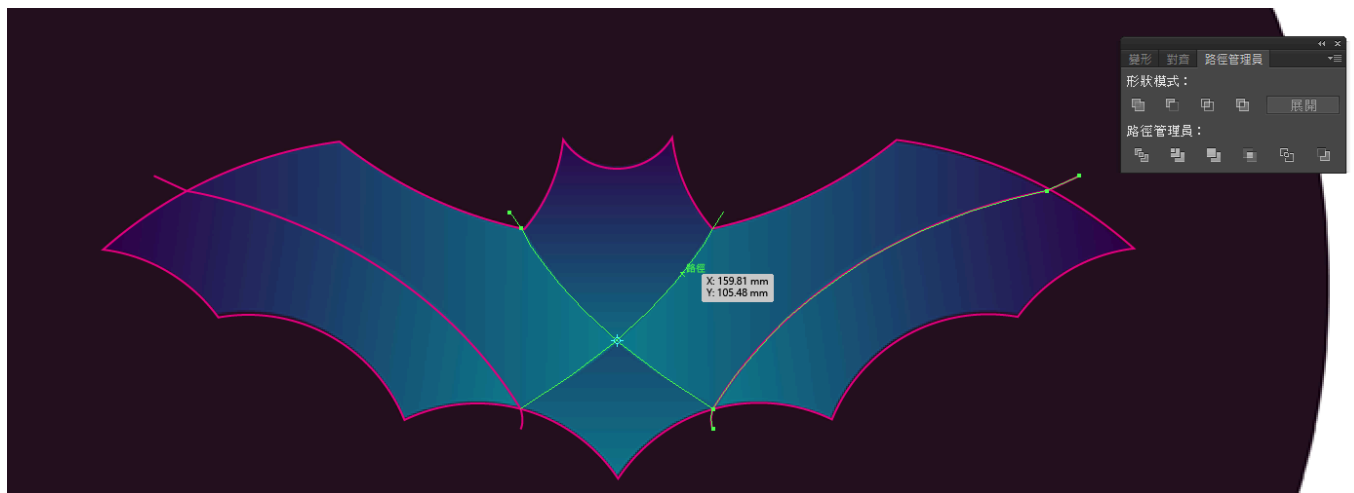 變形 對齊 路徑管理員
形狀模式：
展開
路徑管理員：
路徑
X: 159.81 mm
Y: 105.48 mm